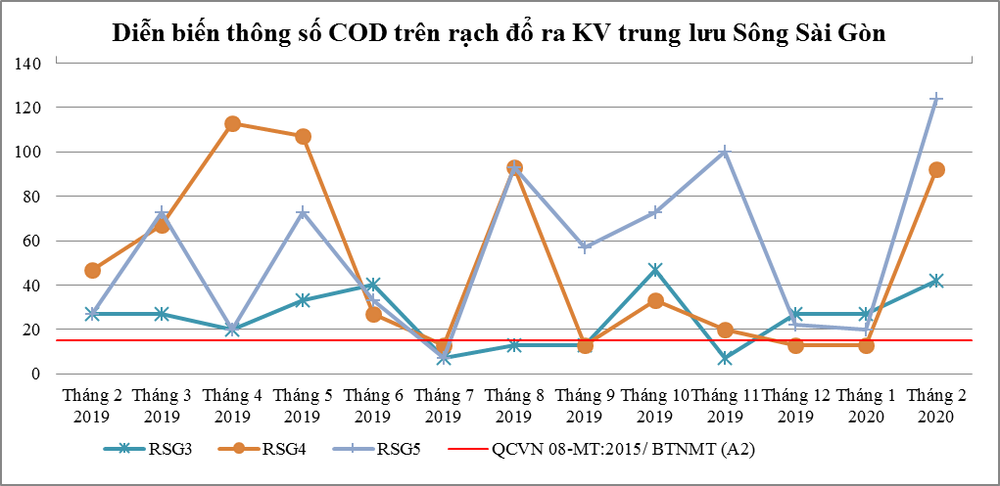 Diễn biến thông số COD trên rạch đổ ra KV trung lưu Sông Sài Gòn
140
120
100
80
60
40
20
0
Tháng 2 Tháng 3 Tháng 4 Tháng 5 Tháng 6 Tháng 7 Tháng 8 Tháng 9 Tháng 10 Tháng 11 Tháng 12 Tháng 1 Tháng 2
2019 2019 2019 2019 2019 2019 2019 2019 2019 2019 2019 2020 2020
RSG3 RSG4 RSG5 QCVN 08-MT:2015/ BTNMT (A2)